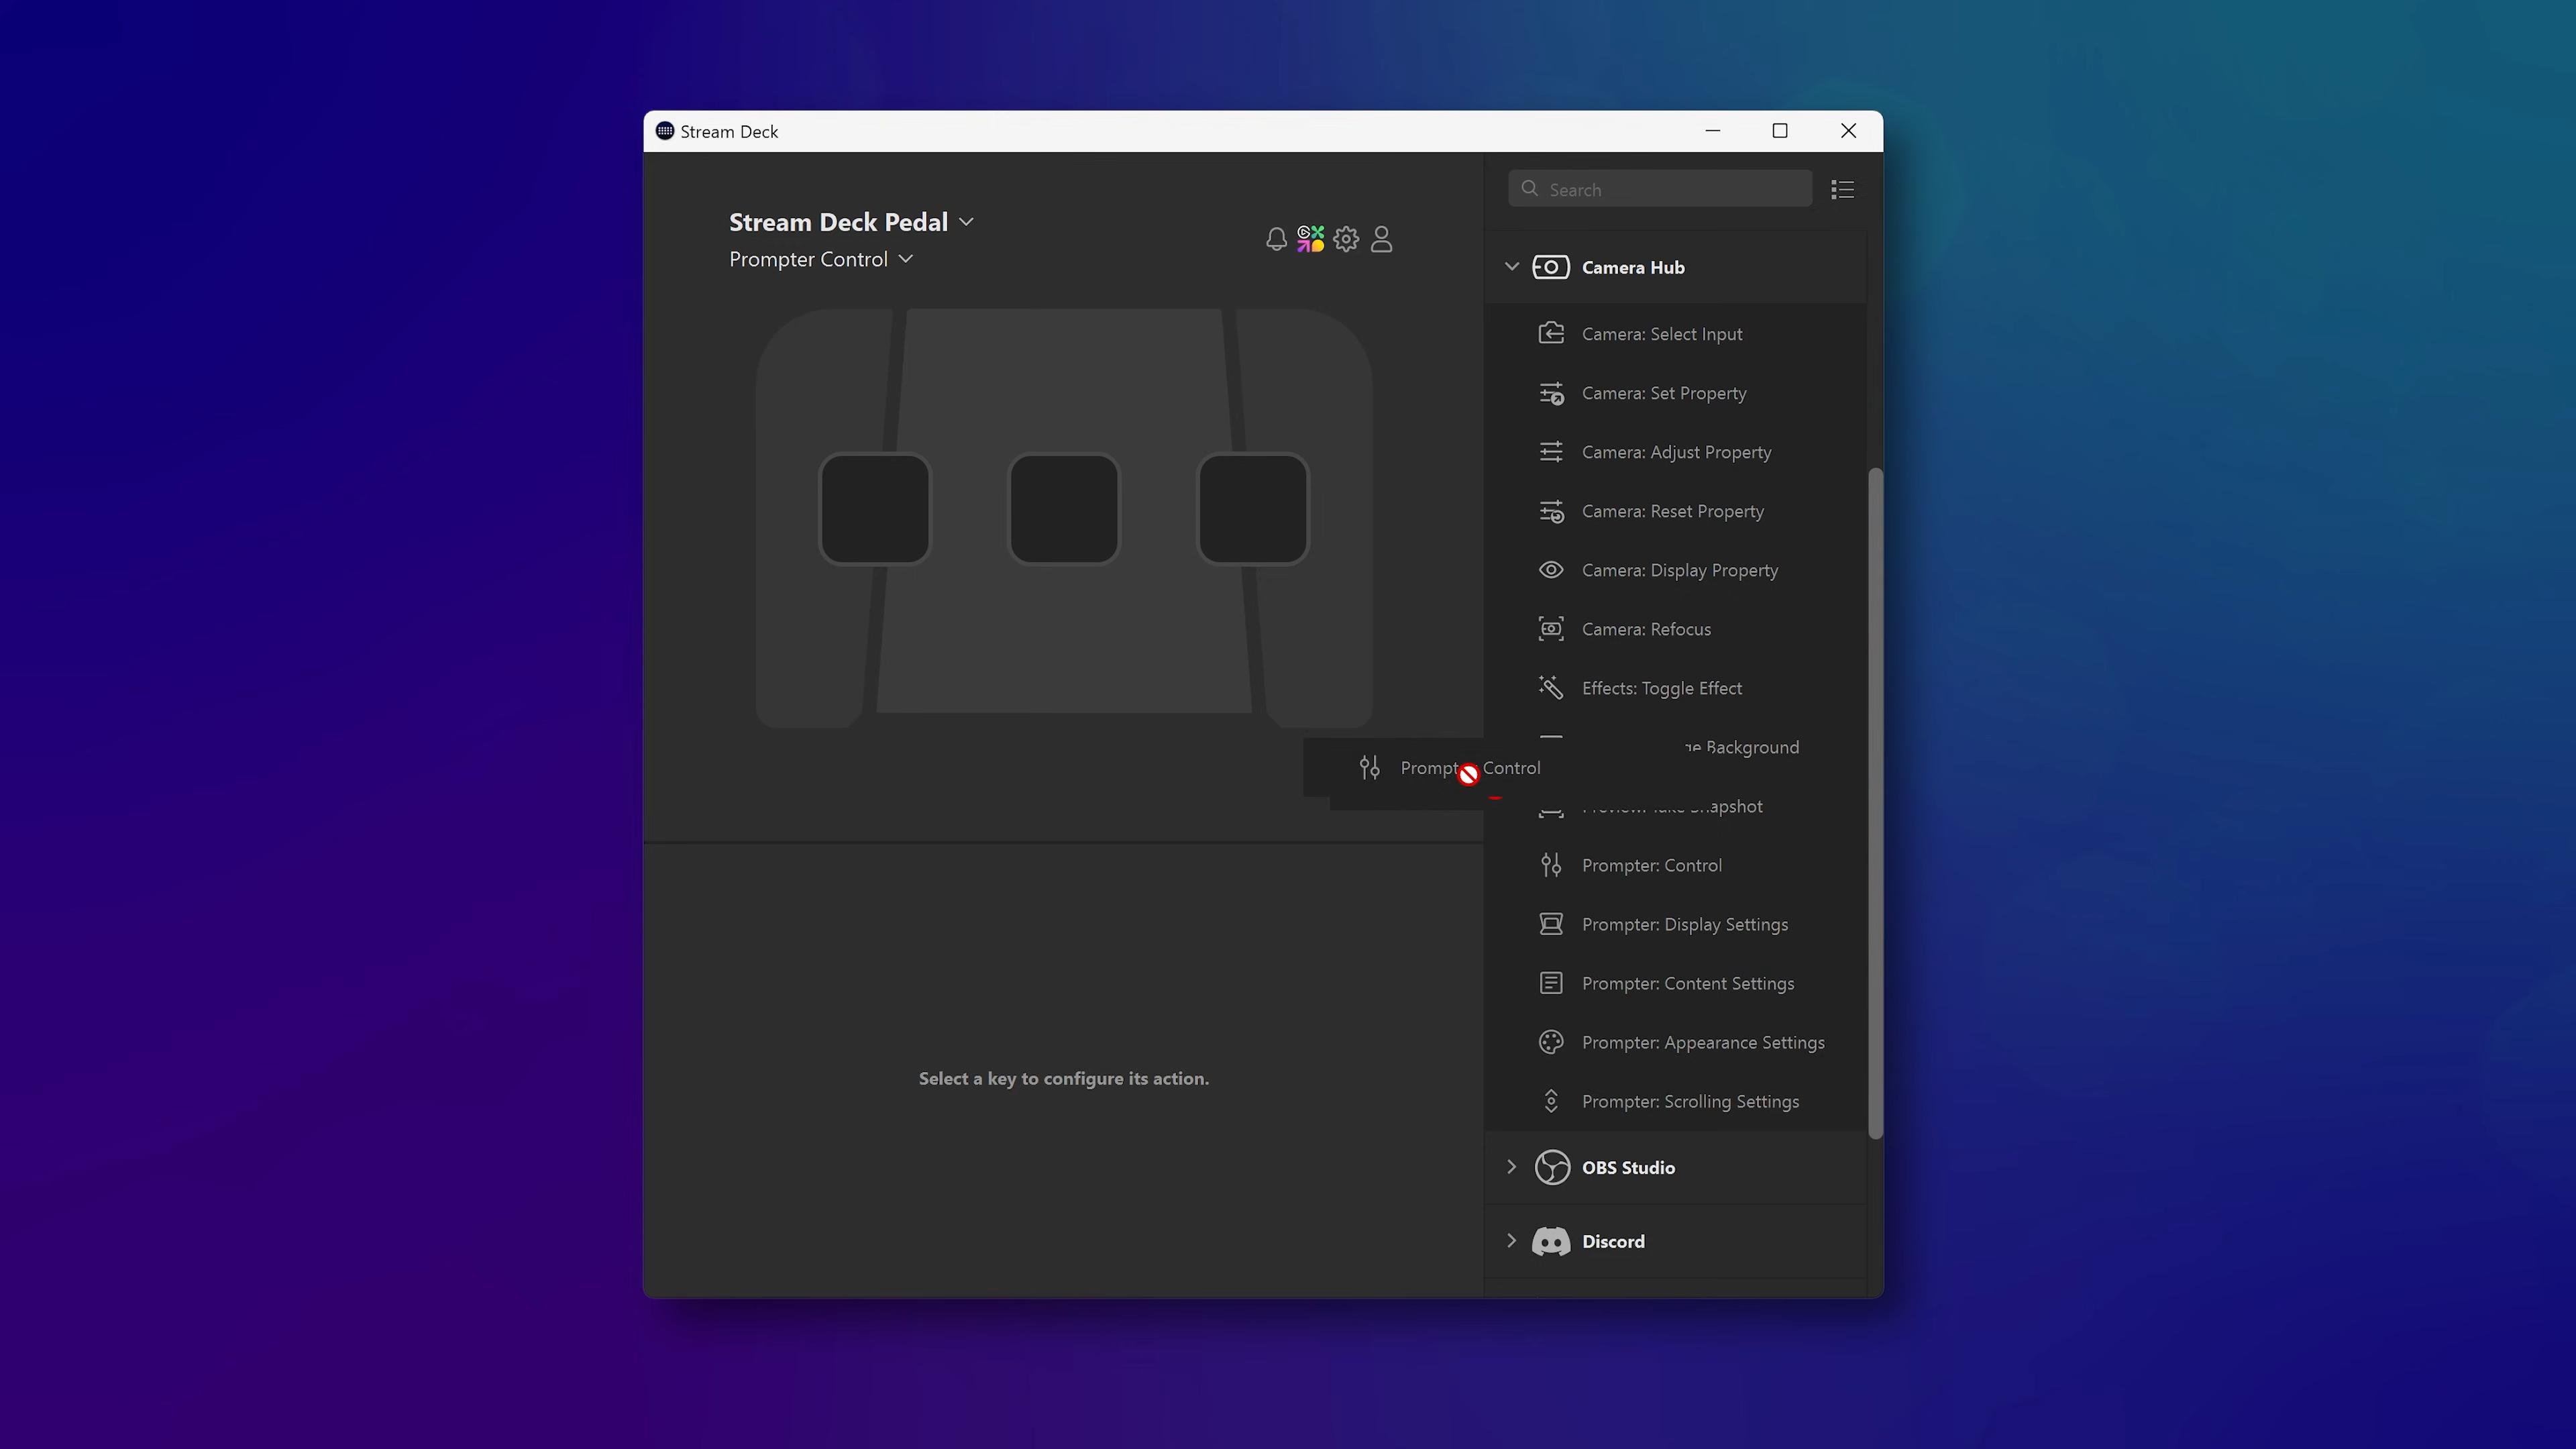 Stream Deck
Search
Stream Deck Pedal
Prompter Control
Camera Hub
Camera: Select Input
Camera: Set Property
Camera: Adjust Property
Camera: Reset Property
Camera: Display Property
Camera: Refocus
Effects: Toggle Effect
Background
Control
Prompter: Control
Prompter: Display Settings
Prompter: Content Settings
Prompter: Appearance Settings
Prompter: Scrolling Settings
Select a key to configure its action.
OBS Studio
Discord